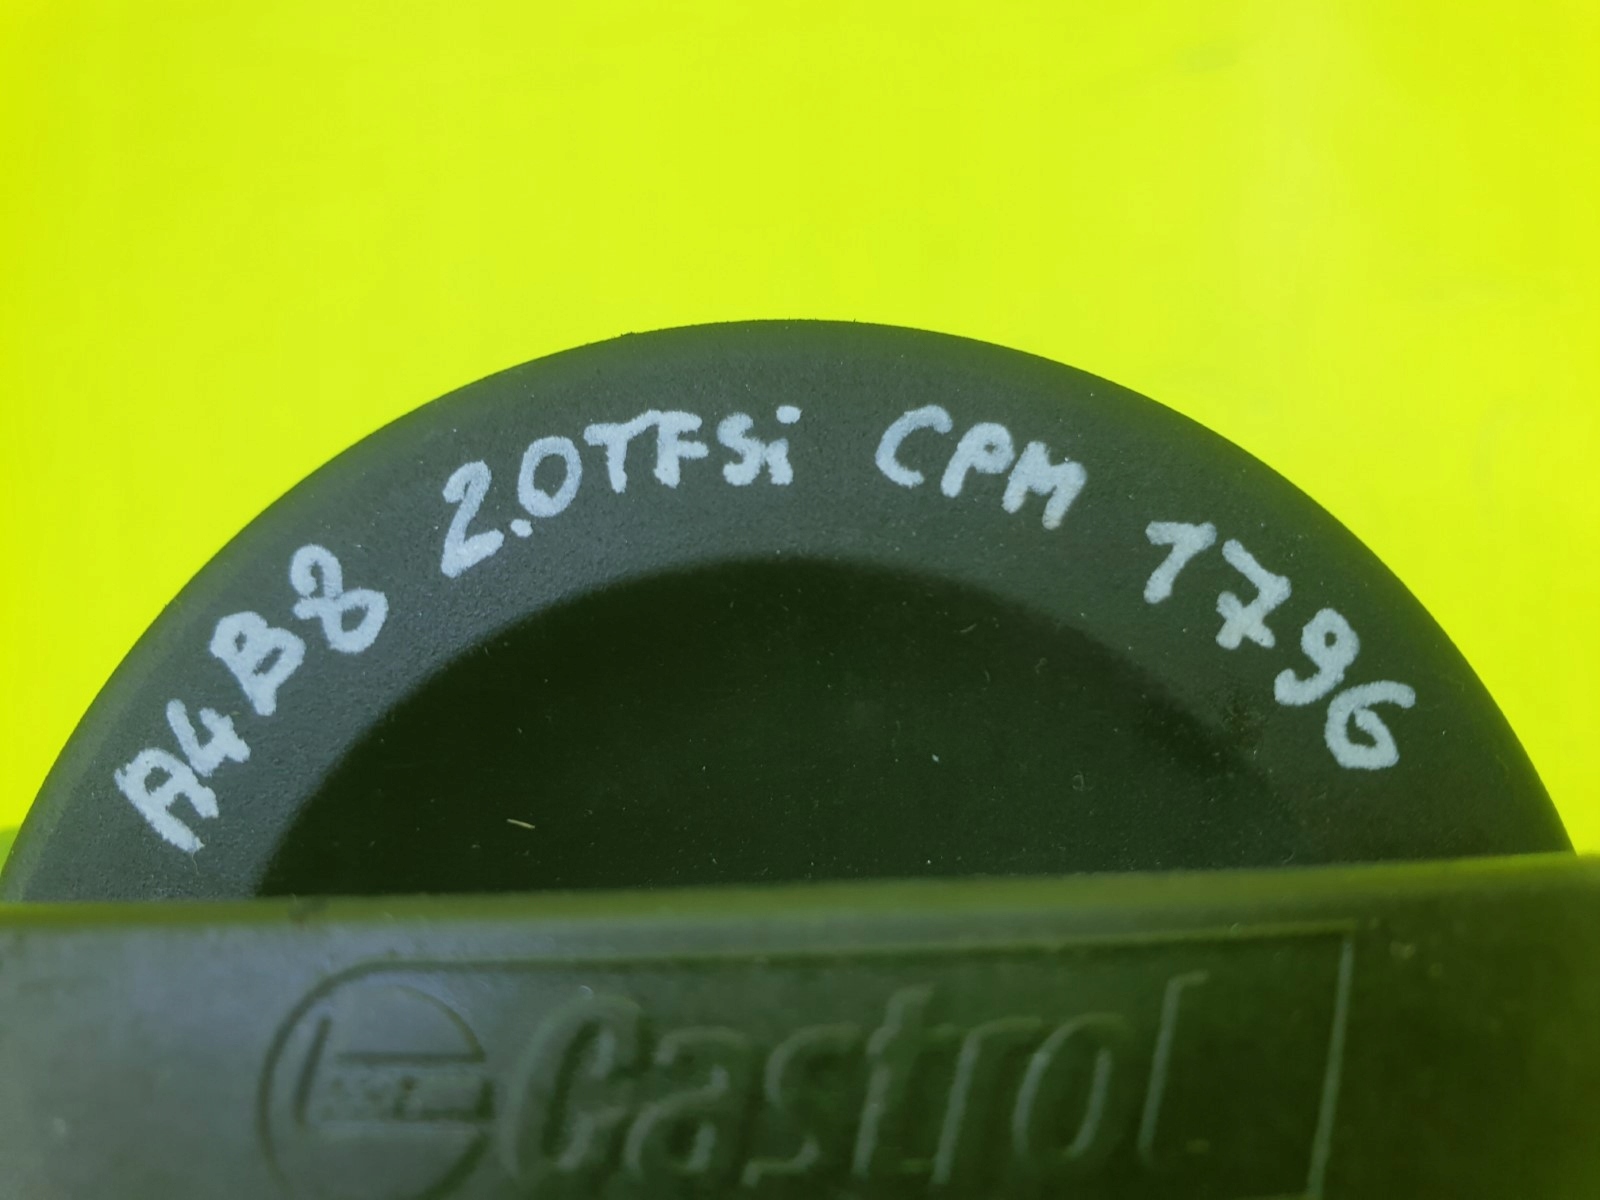 A4B8 2.0TFSi CPM 1796
Castrol